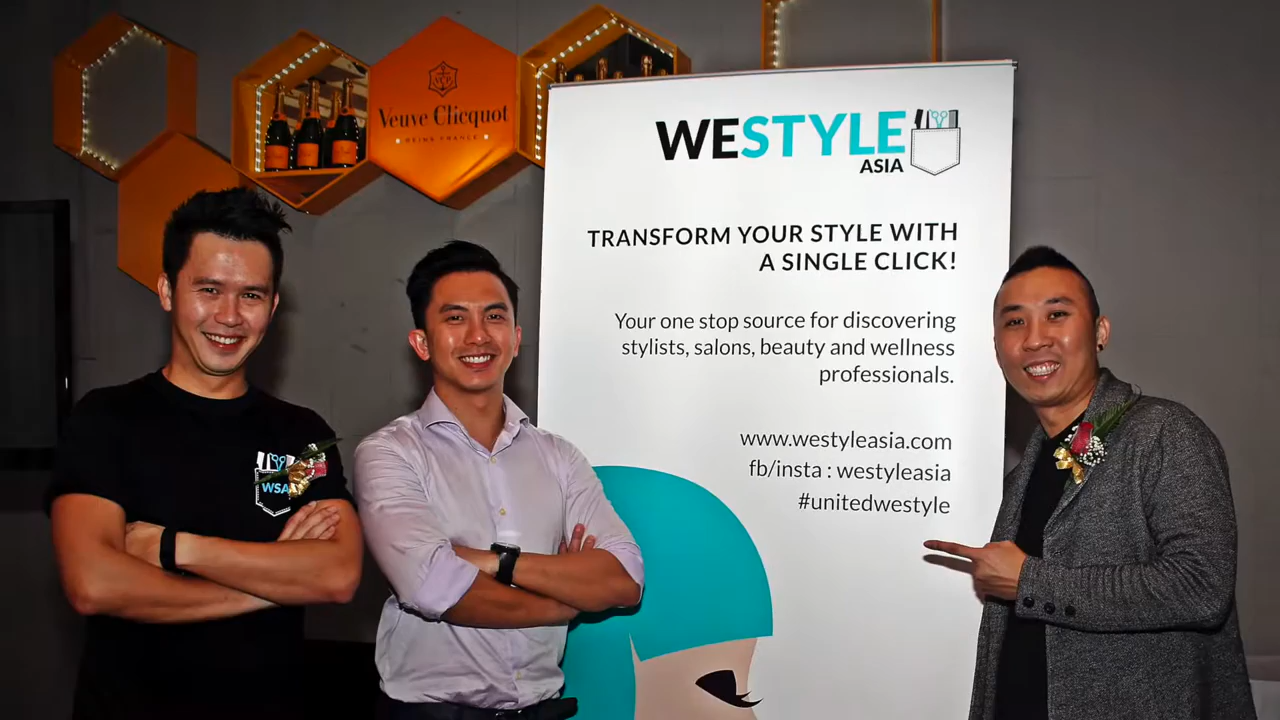 Veuve Clicquot
REIMS FRANCE
WESTYLE
ASIA
TRANSFORM YOUR STYLE WITH
A SINGLE CLICK!
Your one stop source for discovering
stylists, salons, beauty and wellness
professionals.
www.westyleasia.com
fb/insta : westyleasia
#unitedwestyle
WSA